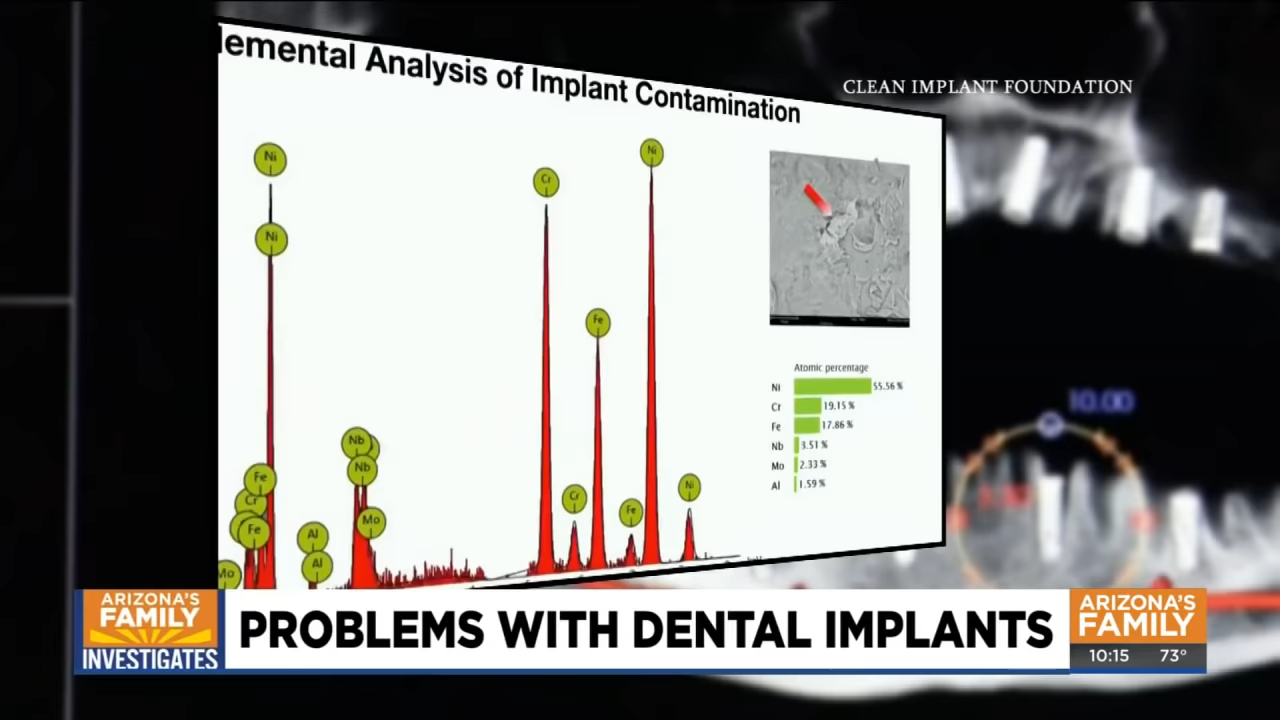 lemental Analysis of Implant Contamination
CLEAN IMPLANT FOUNDATION
Ni
Ni
Cr
Ni
Fe
Nb
Nb
Mo
Fe
Cr
Fe
Al
Al
Mo
Cr
Fe
Ni
Atomic percentage
Ni 55.56 %
Cr 19.15 %
Fe 17.86 %
Nb 3.51 %
Mo 2.33 %
Al 1.59 %
10.00
ARIZONA'S
FAMILY
INVESTIGATES
PROBLEMS WITH DENTAL IMPLANTS
ARIZONA'S
FAMILY
10:15 73°